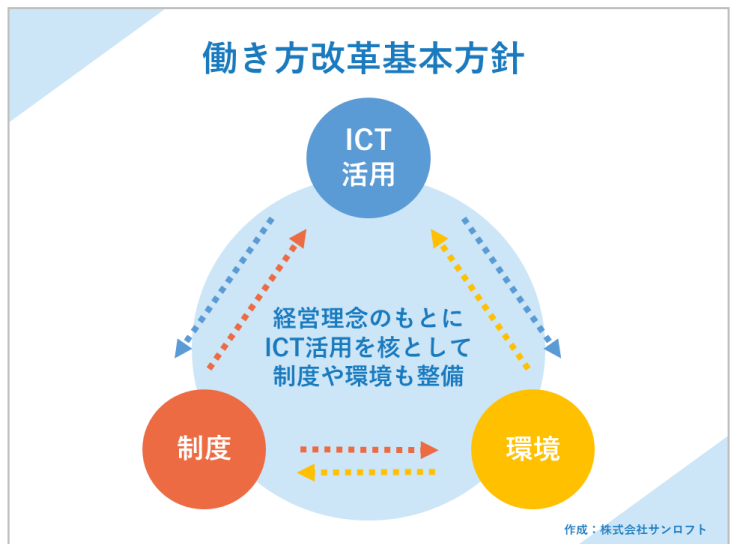 働き方改革基本方針
ICT
活用
経営理念のもとに
ICT活用を核として
制度や環境も整備
制度
環境
作成：株式会社サンロフト